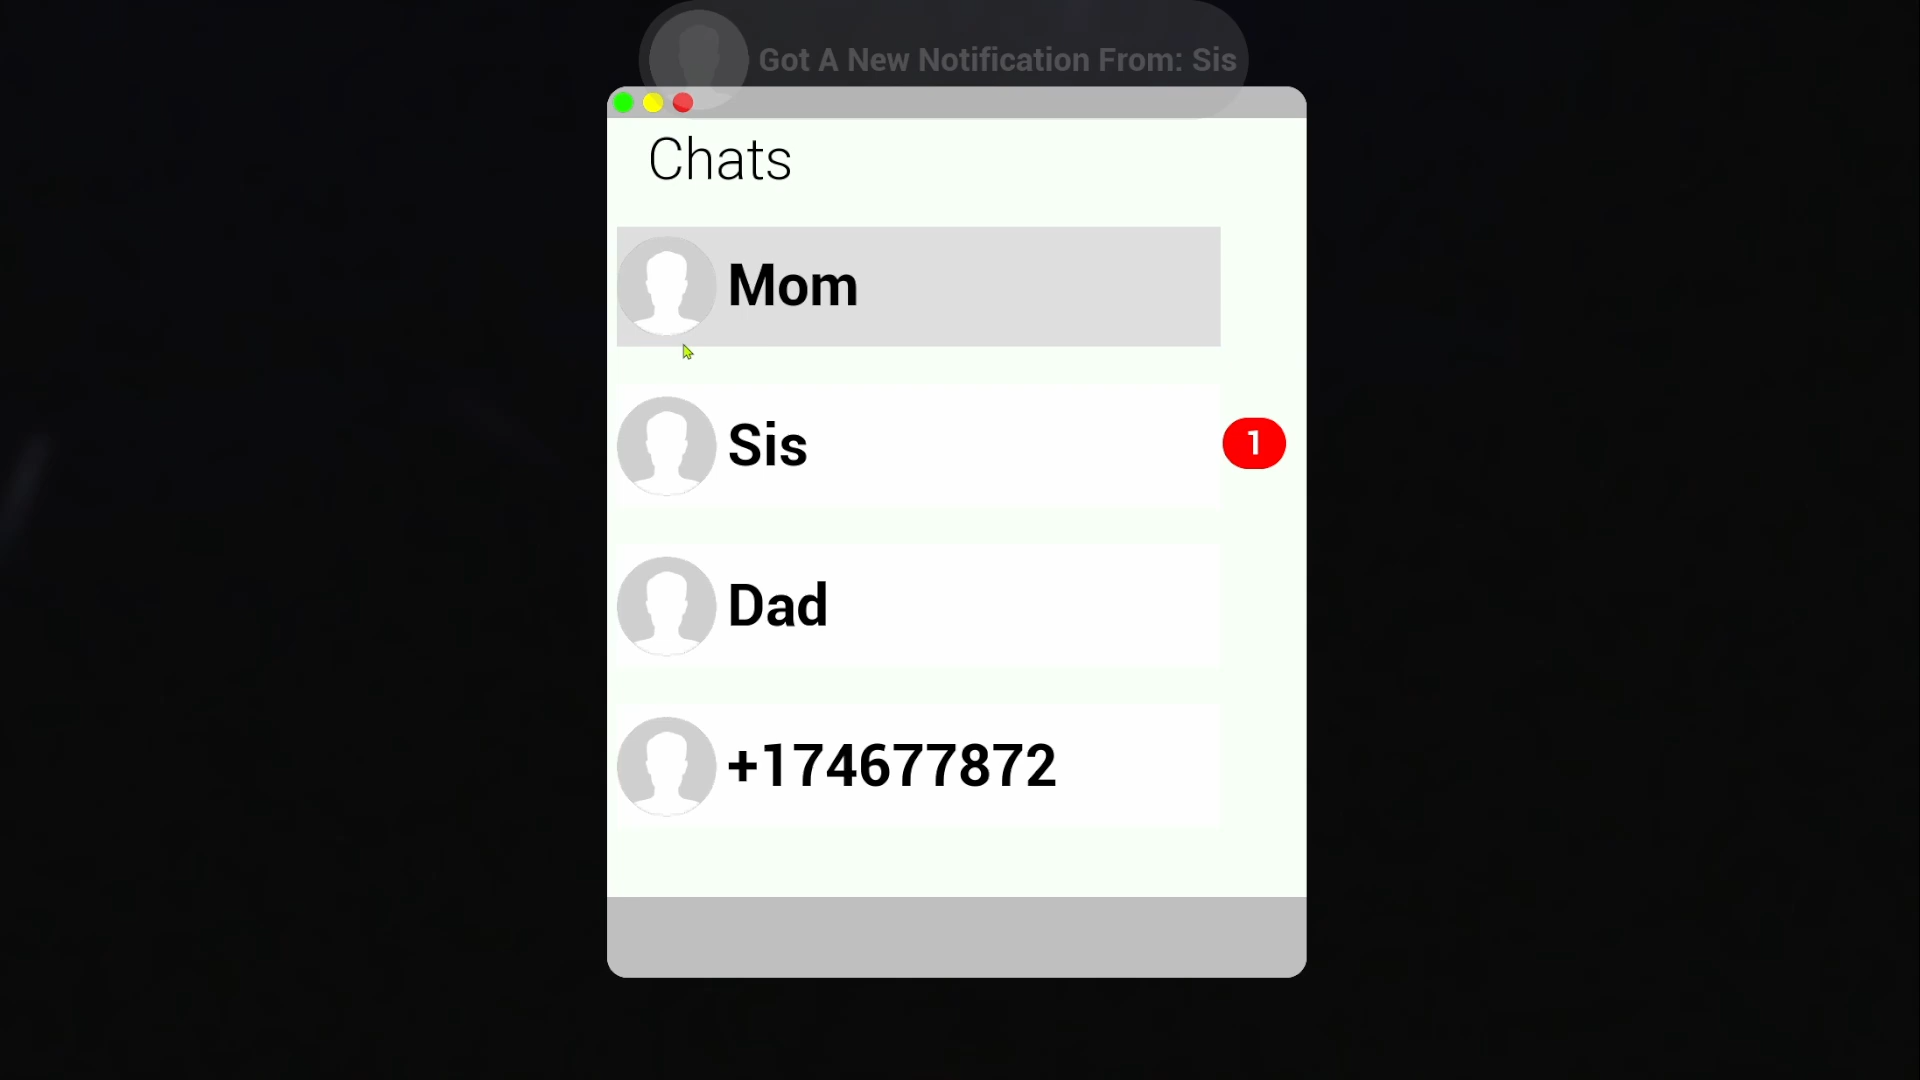 Got A New Notification From: Sis
Chats
Mom
Sis
1
Dad
+174677872